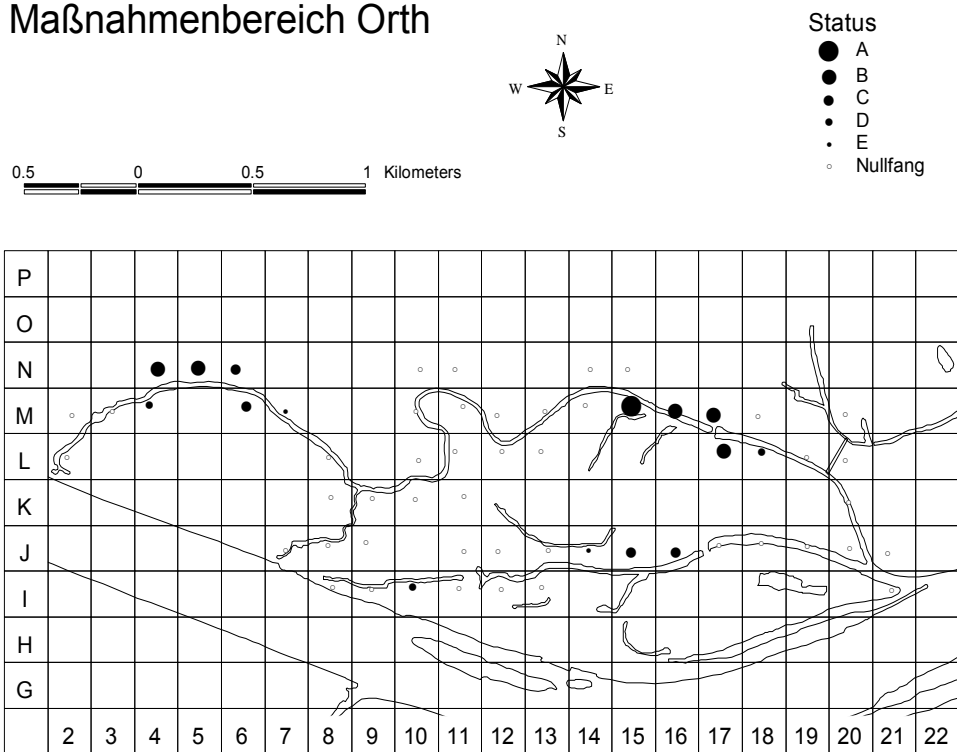 Maßnahmenbereich Orth
N
W E
S
Status
A
B
C
D
E
Nullfang
0.5 0 0.5 1 Kilometers
P
O
N
M
L
K
J
I
H
G
2 3 4 5 6 7 8 9 10 11 12 13 14 15 16 17 18 19 20 21 22